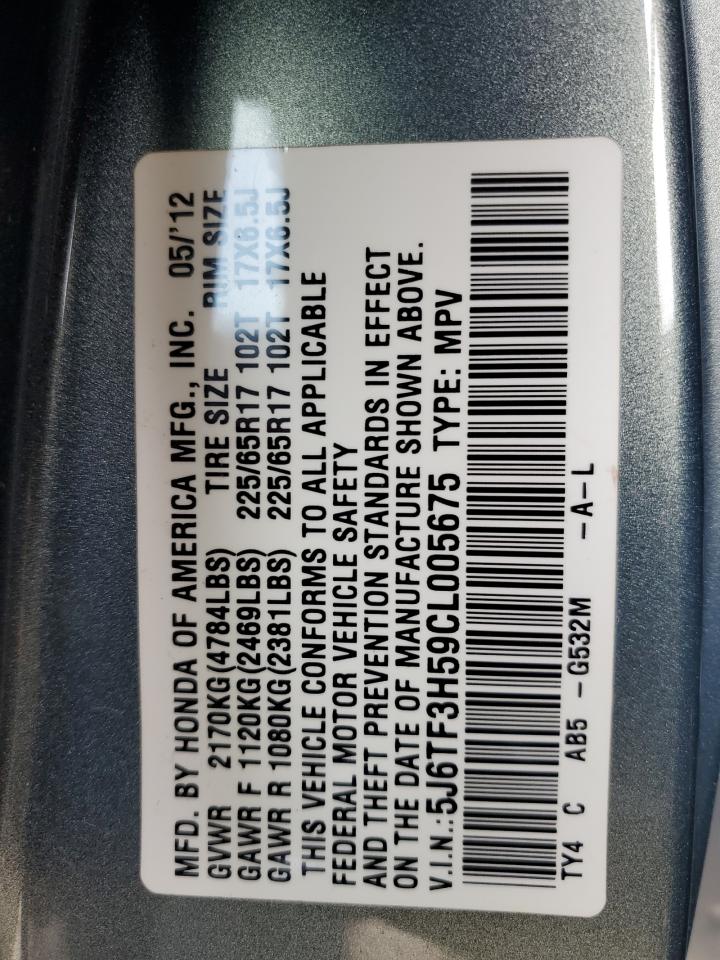 MFD. BY HONDA OF AMERICA MFG., INC. 05/'12
GVWR 2170KG(4784LBS) TIRE SIZE RIM SIZE
GAWR F 1120KG(2469LBS) 225/65R17 102T 17X6.5J
GAWR R 1080KG(2381LBS) 225/65R17 102T 17X6.5J
THIS VEHICLE CONFORMS TO ALL APPLICABLE
FEDERAL MOTOR VEHICLE SAFETY
AND THEFT PREVENTION STANDARDS IN EFFECT
ON THE DATE OF MANUFACTURE SHOWN ABOVE.
V.I.N.:5J6TF3H59CL005675 TYPE: MPV
TY4 C AB5 -G532M -A-L